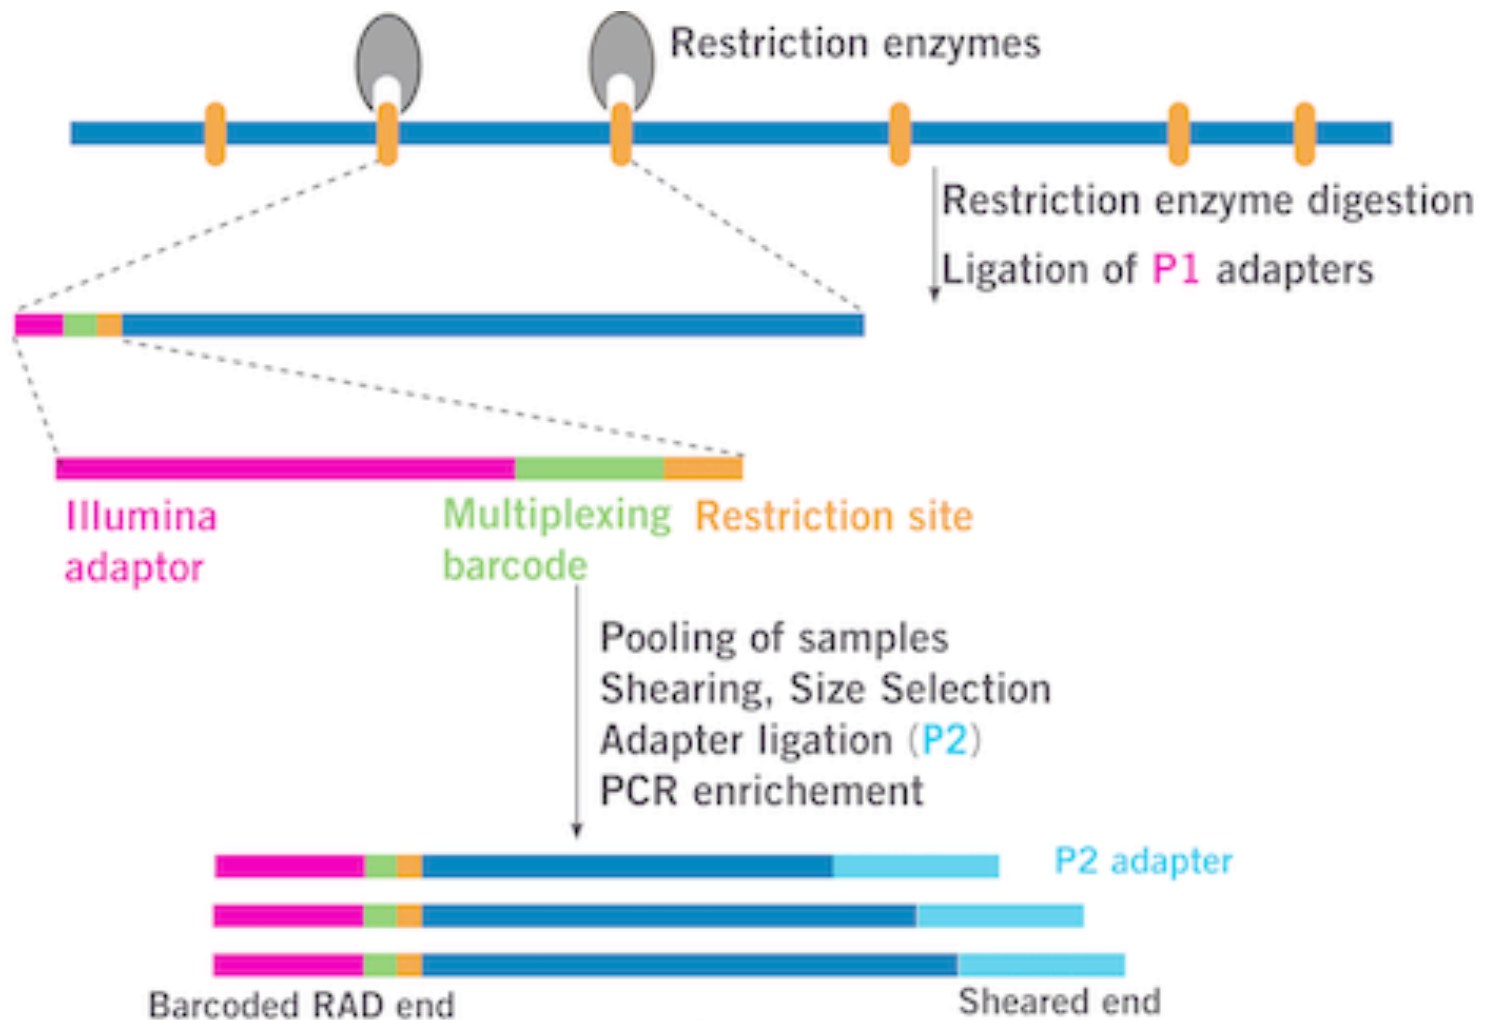 Restriction enzymes
Restriction enzyme digestion
Ligation of P1 adapters
Illumina
adaptor
Multiplexing
barcode
Restriction site
Pooling of samples
Shearing, Size Selection
Adapter ligation (P2)
PCR enrichement
P2 adapter
Barcoded RAD end
Sheared end